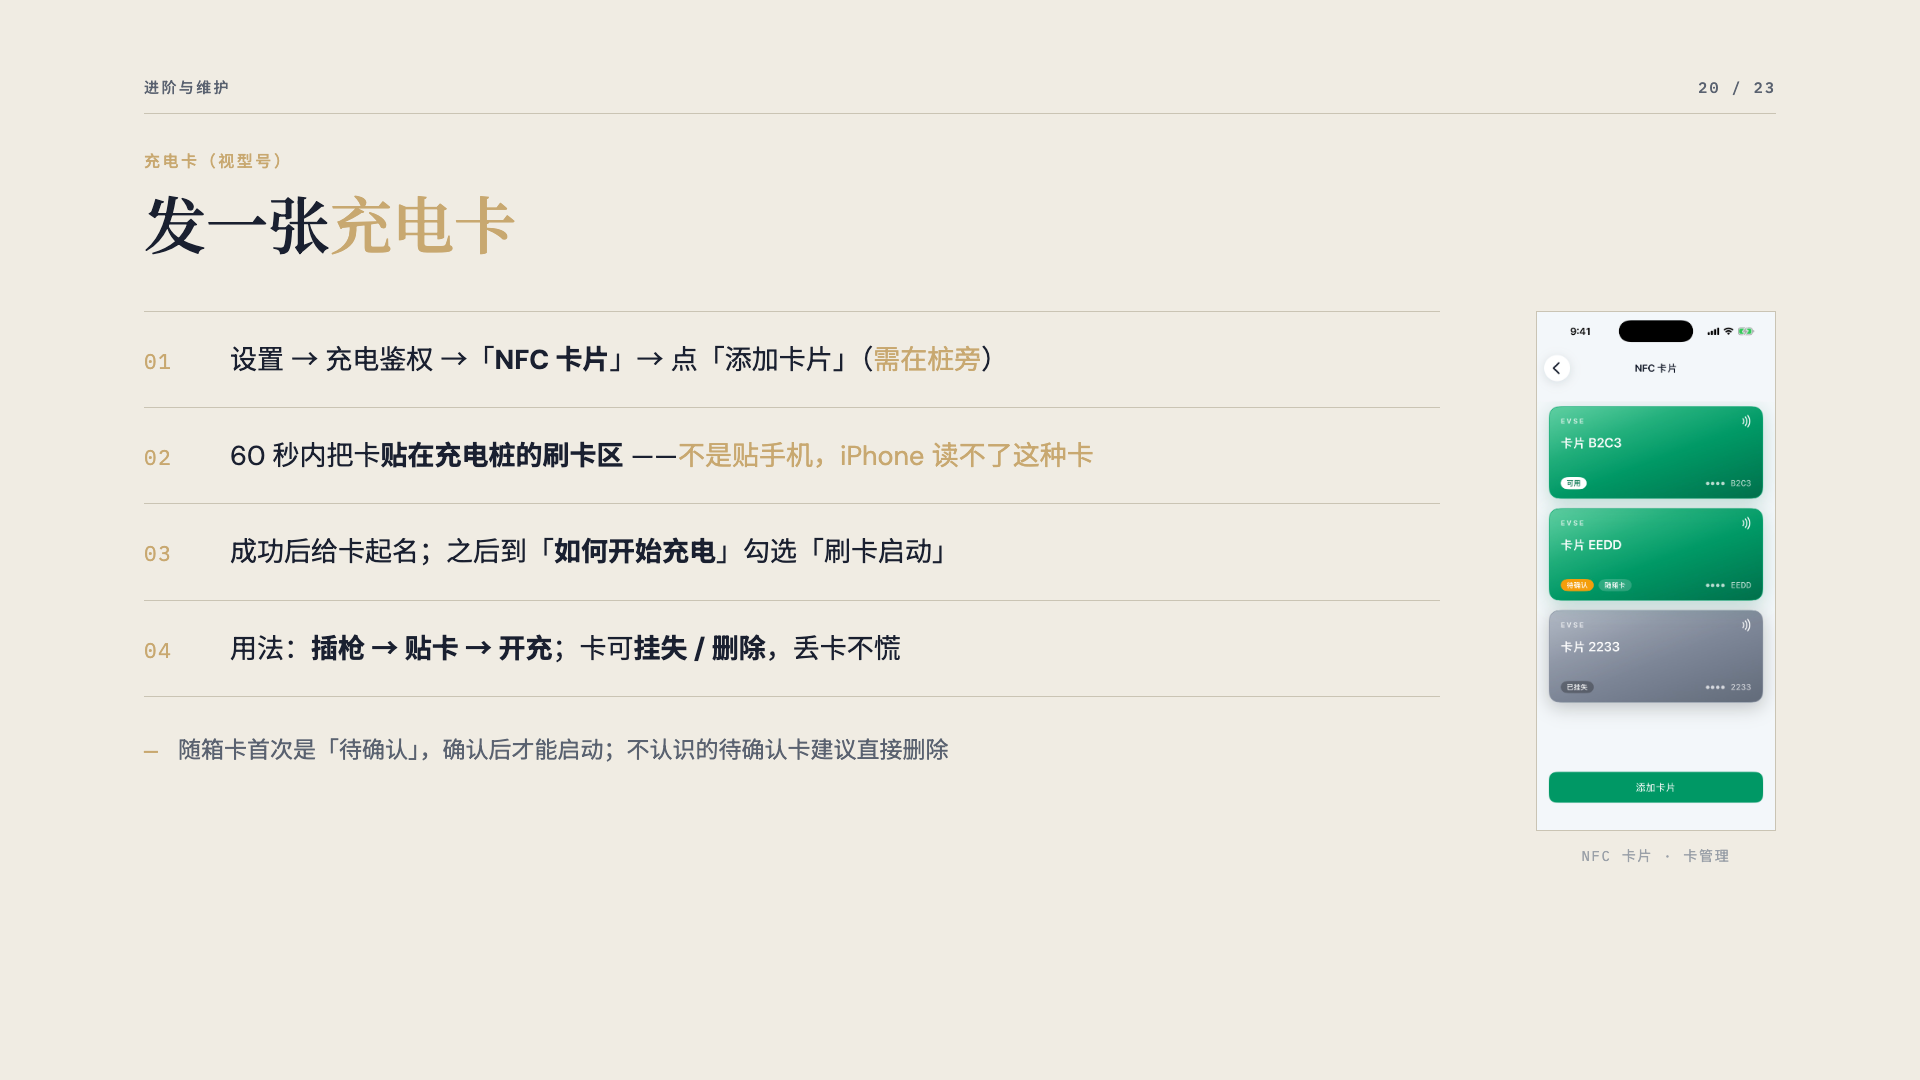 进阶与维护
20 / 23
充电卡（视型号）
发一张充电卡
01 设置 → 充电鉴权 →「NFC 卡片」→ 点「添加卡片」（需在桩旁）
02 60 秒内把卡贴在充电桩的刷卡区 ——不是贴手机，iPhone 读不了这种卡
03 成功后给卡起名；之后到「如何开始充电」勾选「刷卡启动」
04 用法：插枪 → 贴卡 → 开充；卡可挂失 / 删除，丢卡不慌
— 随箱卡首次是「待确认」，确认后才能启动；不认识的待确认卡建议直接删除
9:41
NFC 卡片
EVSE
卡片 B2C3
可用 •••• B2C3
EVSE
卡片 EEDD
待确认 随箱卡 •••• EEDD
EVSE
卡片 2233
已挂失 •••• 2233
添加卡片
NFC 卡片 · 卡管理